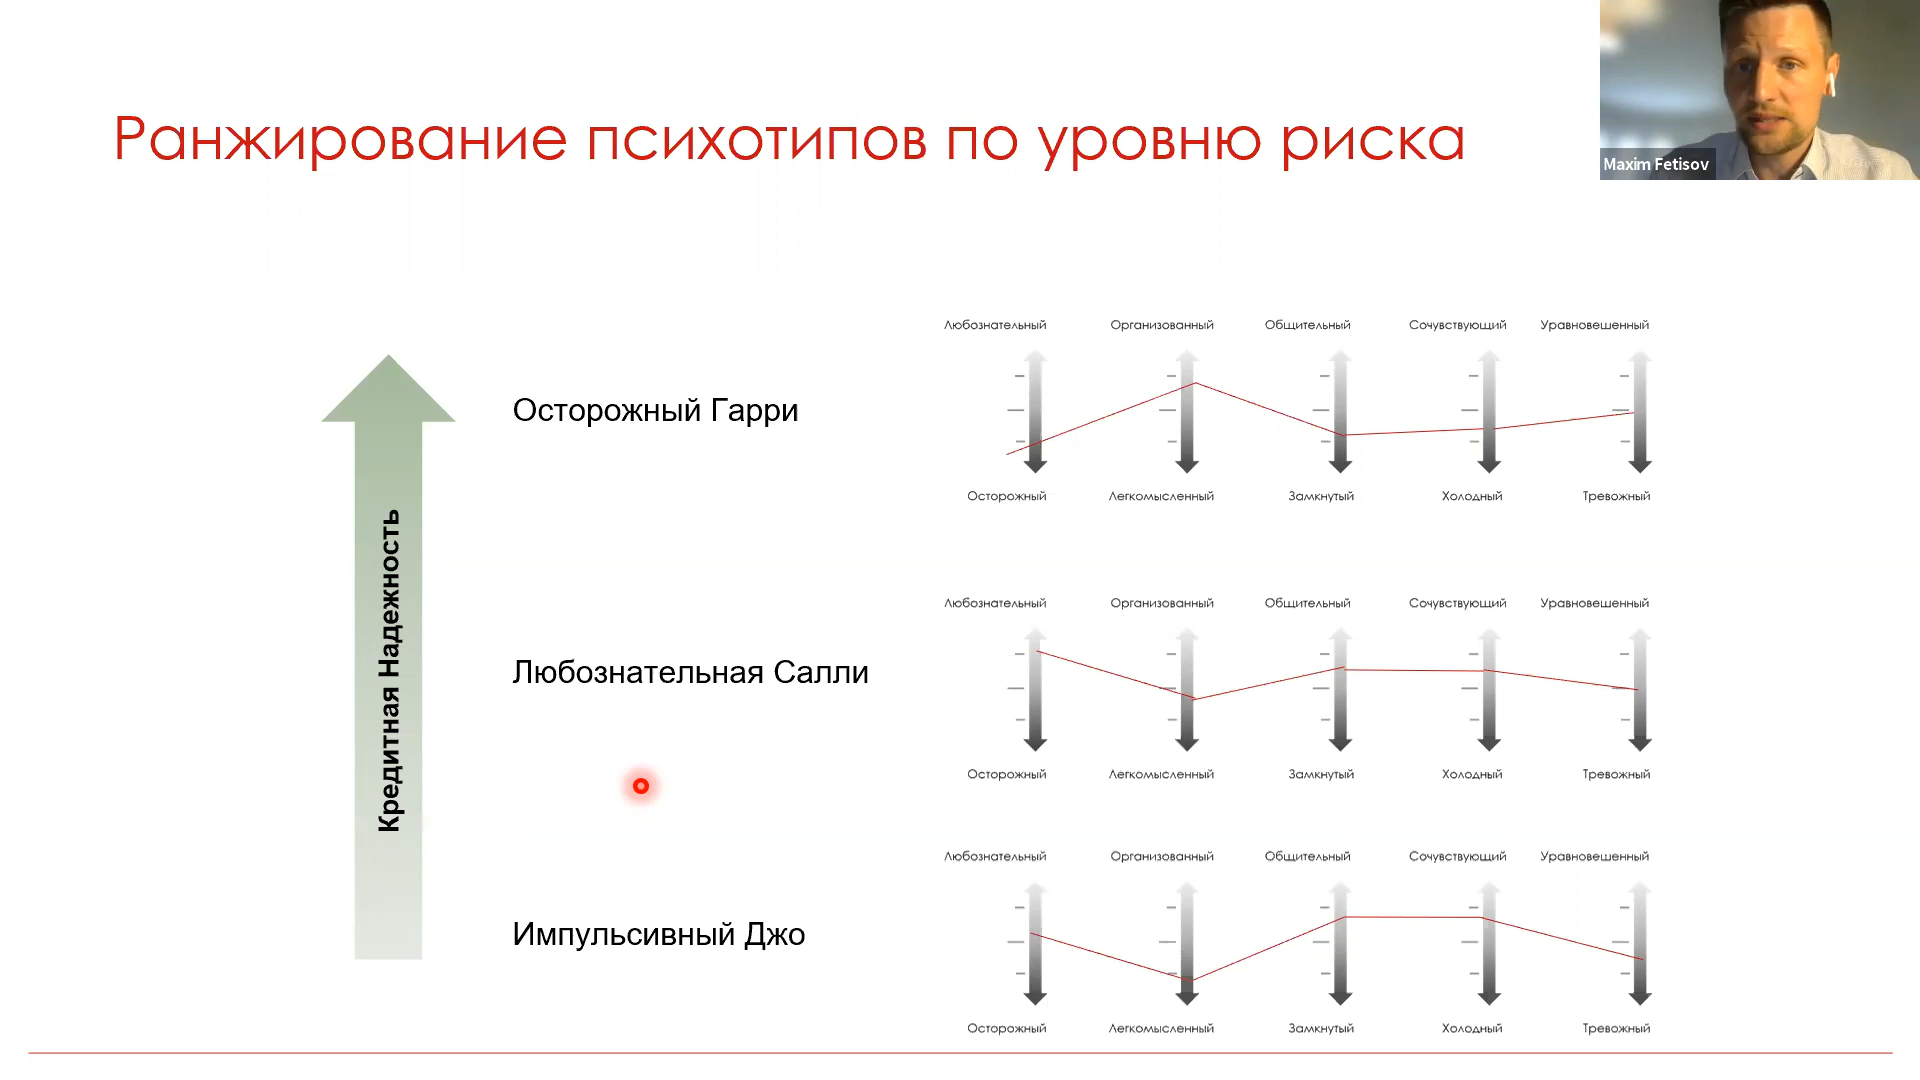 Ранжирование психотипов по уровню риска
Maxim Fetisov
Кредитная Надежность
Осторожный Гарри
Любознательный Организованный Общительный Сочувствующий Уравновешенный
Осторожный Легкомысленный Замкнутый Холодный Тревожный
Любознательная Салли
Любознательный Организованный Общительный Сочувствующий Уравновешенный
Осторожный Легкомысленный Замкнутый Холодный Тревожный
Импульсивный Джо
Любознательный Организованный Общительный Сочувствующий Уравновешенный
Осторожный Легкомысленный Замкнутый Холодный Тревожный